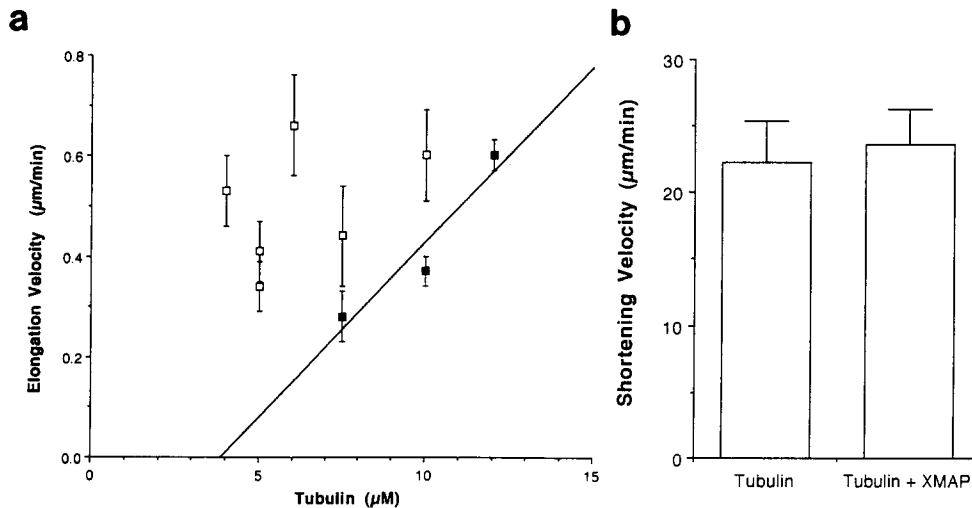 a
0.8
0.6
0.4
0.2
0.0
Elongation Velocity (µm/min)
0
5
10
15
Tubulin (µM)
b
30
20
10
0
Shortening Velocity (µm/min)
Tubulin
Tubulin + XMAP